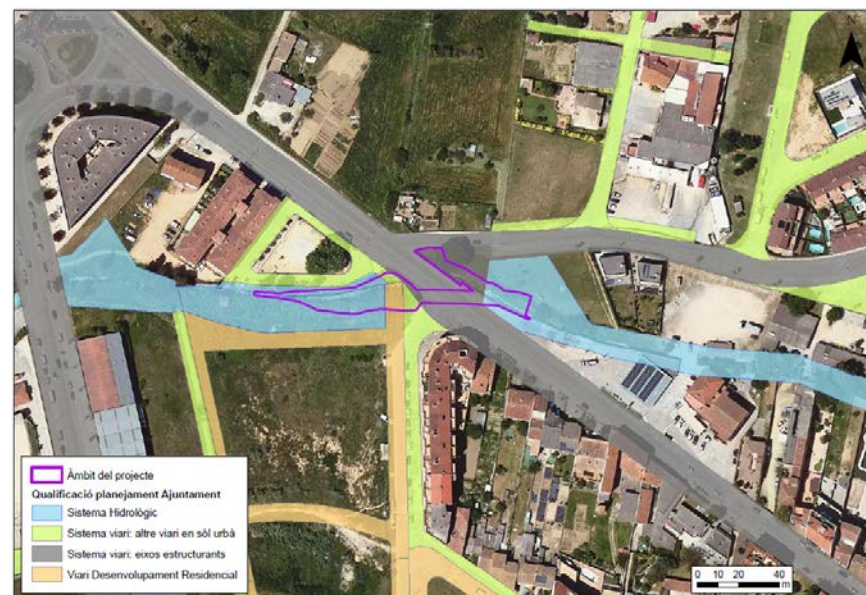 Àmbit del projecte
Qualificació planejament Ajuntament
Sistema Hidrològic
Sistema viari: altre viari en sòl urbà
Sistema viari: eixos estructurants
Viari Desenvolupament Residencial
0 10 20 40
m